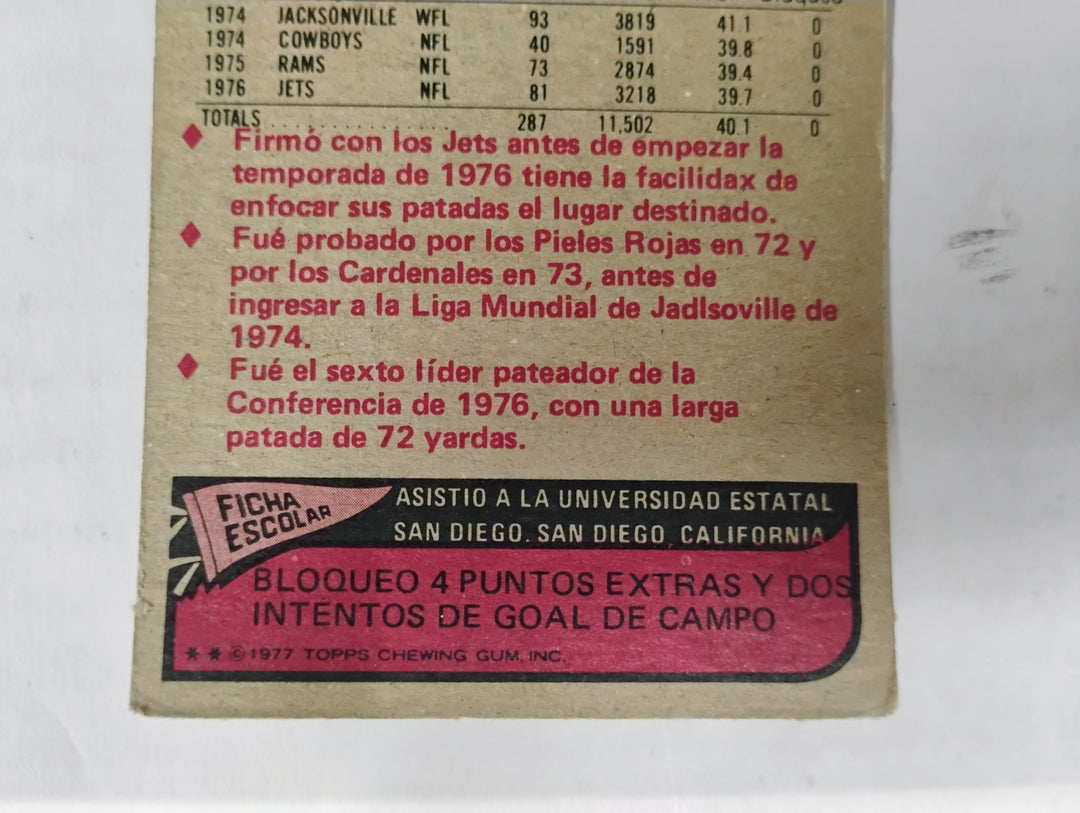 1974 JACKSONVILLE WFL 93 3819 41.1 0
1974 COWBOYS NFL 40 1591 39.8 0
1975 RAMS NFL 73 2874 39.4 0
1976 JETS NFL 81 3218 39.7 0
TOTALS 287 11,502 40.1 0
Firmó con los Jets antes de empezar la
temporada de 1976 tiene la facilidax de
enfocar sus patadas el lugar destinado.
Fué probado por los Pieles Rojas en 72 y
por los Cardenales en 73, antes de
ingresar a la Liga Mundial de Jadlsoville de
1974.
Fué el sexto líder pateador de la
Conferencia de 1976, con una larga
patada de 72 yardas.
FICHA
ESCOLAR
ASISTIO A LA UNIVERSIDAD ESTATAL
SAN DIEGO. SAN DIEGO, CALIFORNIA
BLOQUEO 4 PUNTOS EXTRAS Y DOS
INTENTOS DE GOAL DE CAMPO
** ©1977 TOPPS CHEWING GUM, INC.